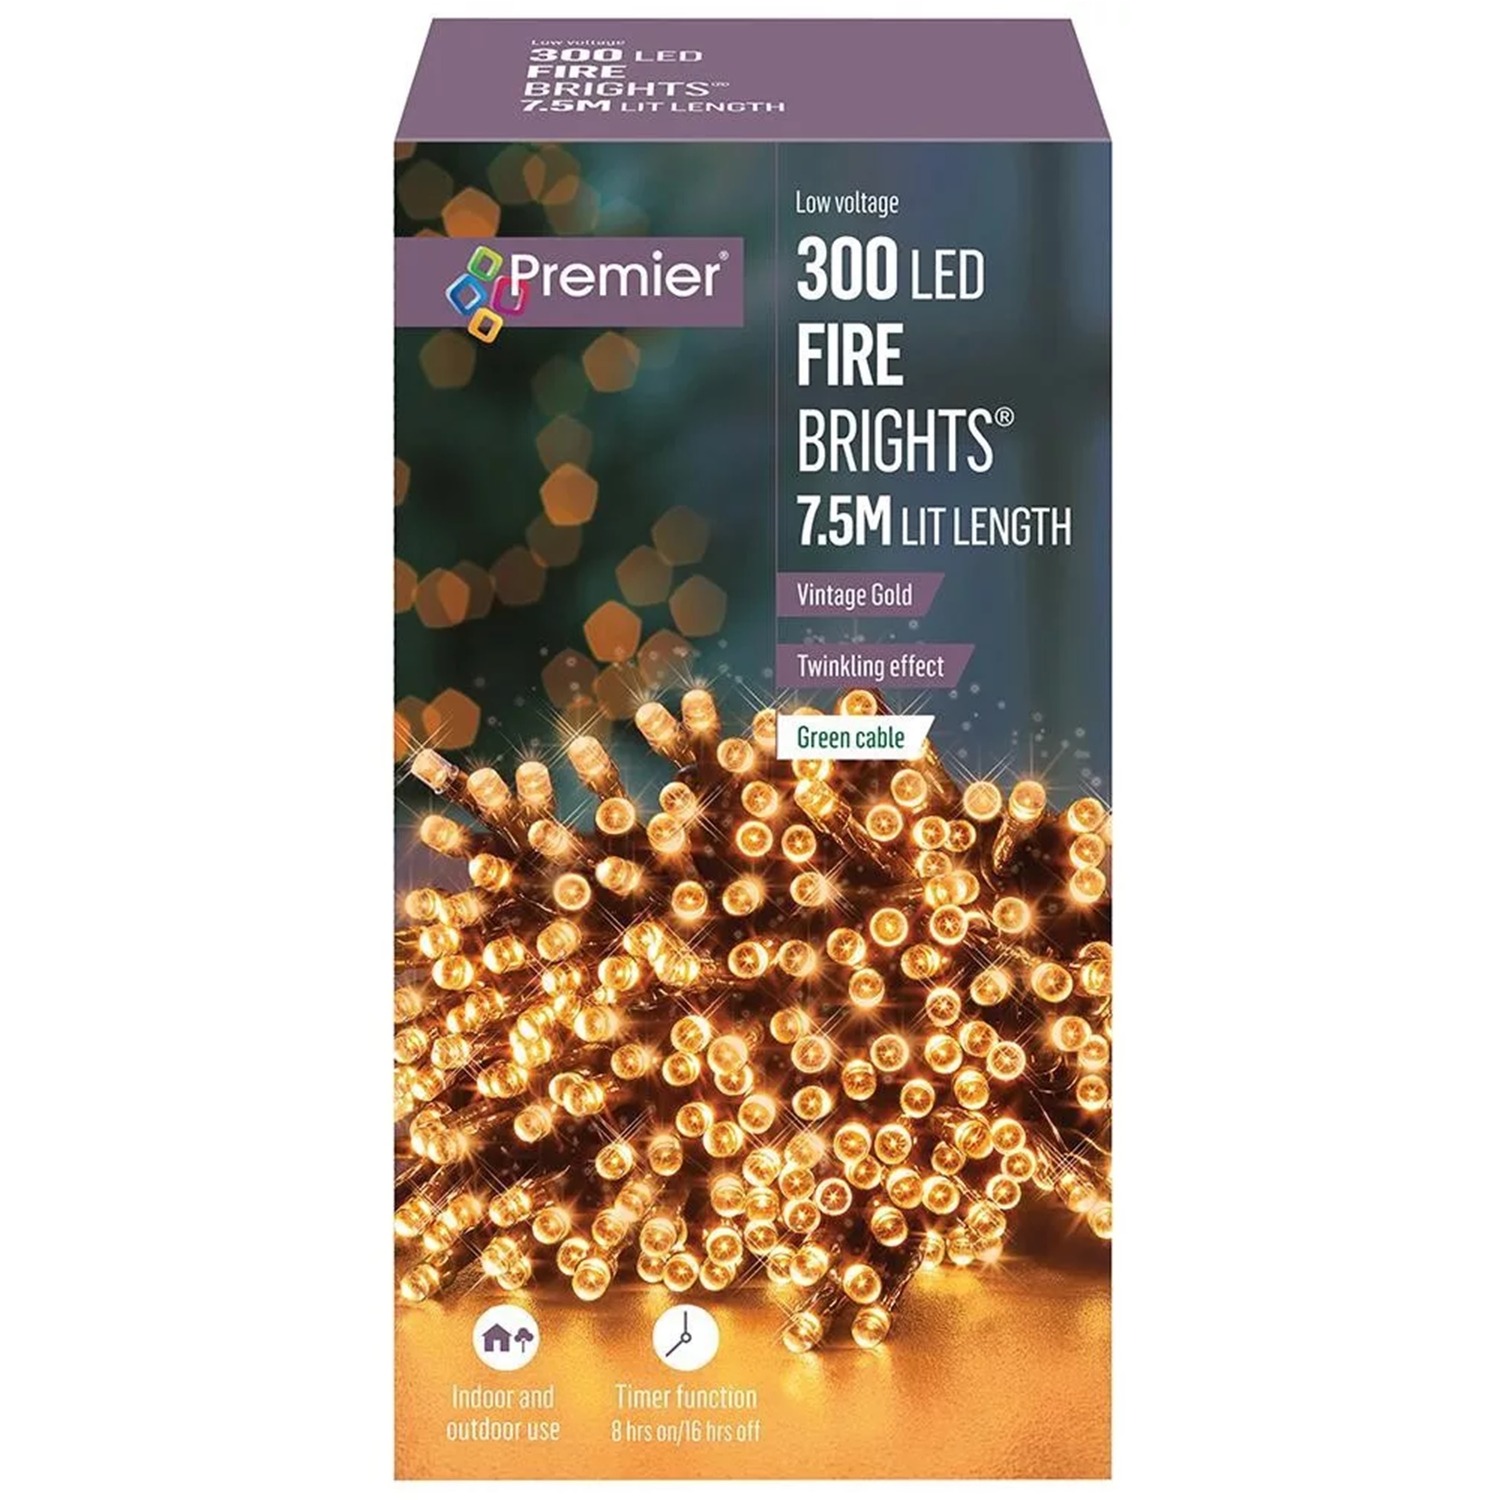 Low voltage
300 LED
FIRE
BRIGHTS®
7.5M LIT LENGTH
Premier®
Low voltage
300 LED
FIRE
BRIGHTS®
7.5M LIT LENGTH
Vintage Gold
Twinkling effect
Green cable
Indoor and
outdoor use
Timer function
8 hrs on/16 hrs off